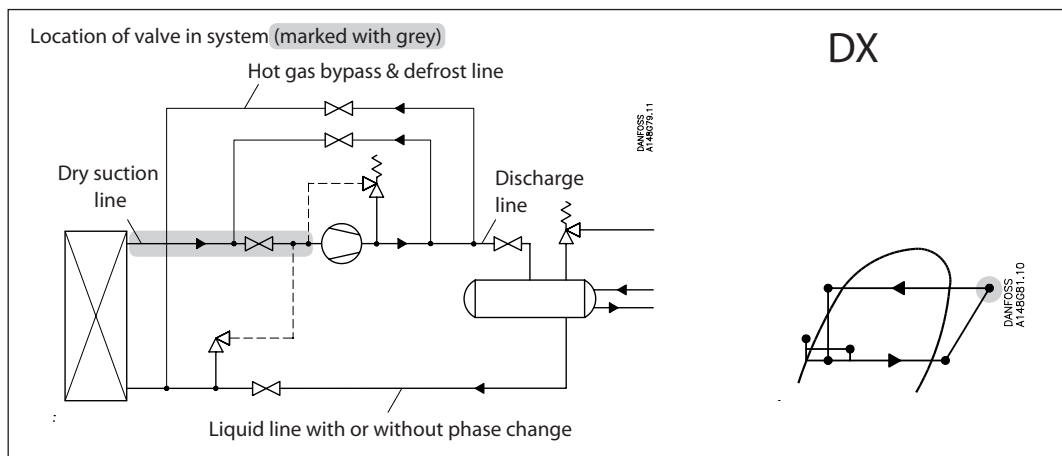 Location of valve in system (marked with grey)
DX
Hot gas bypass & defrost line
DANFOSS
A148G79.11
Dry suction
line
Discharge
line
DANFOSS
A148G81.10
Liquid line with or without phase change